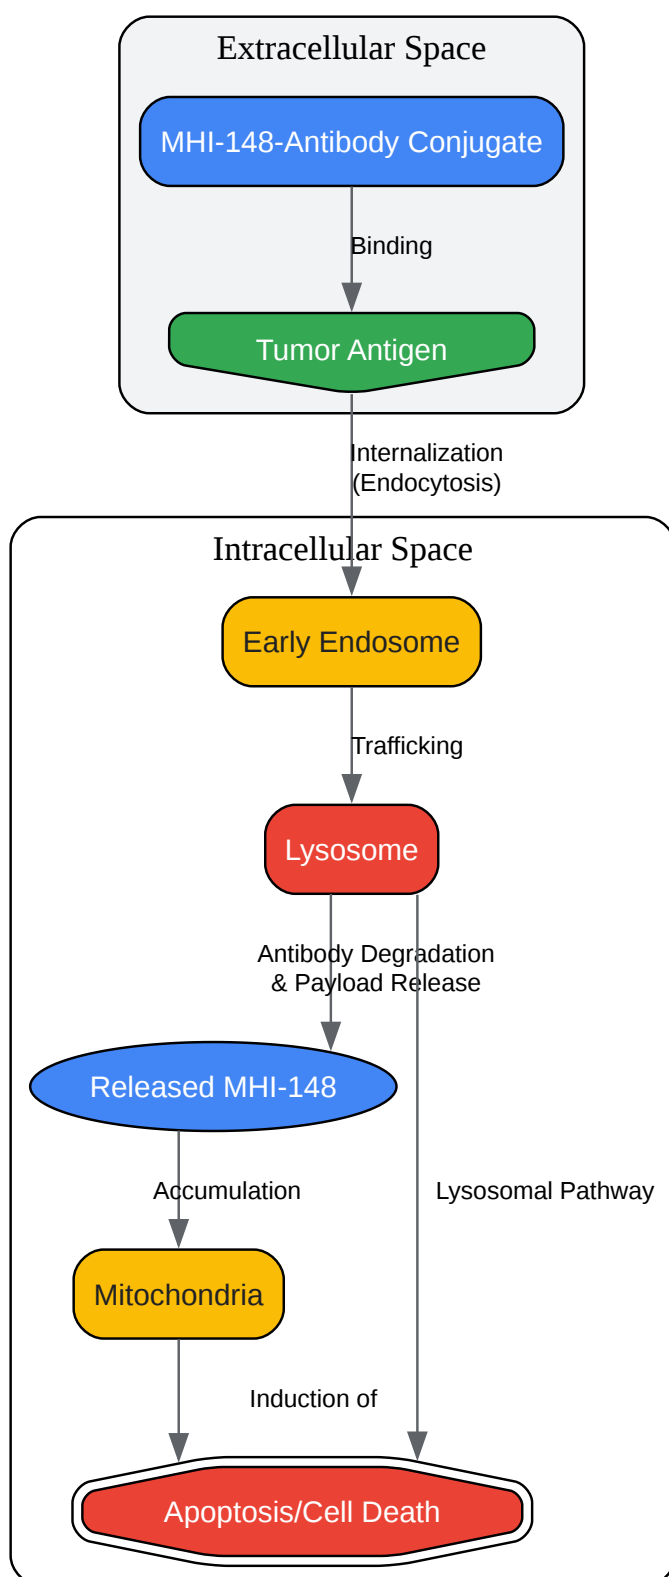 Extracellular Space
MHI-148-Antibody Conjugate
Binding
Tumor Antigen
Internalization
(Endocytosis)
Intracellular Space
Early Endosome
Trafficking
Lysosome
Antibody Degradation
& Payload Release
Released MHI-148
Accumulation
Lysosomal Pathway
Mitochondria
Induction of
Apoptosis/Cell Death